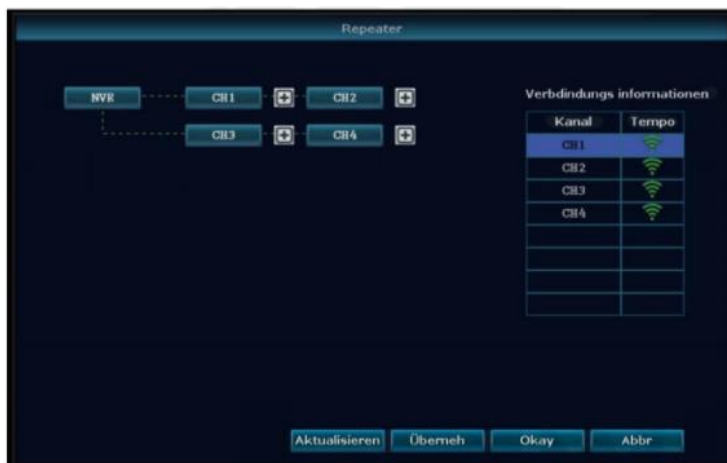 Repeater
NVR CH1 CH2
CH3 CH4
Verbdindungs informationen
Kanal Tempo
CH1
CH2
CH3
CH4
Aktualisieren Überneh Okay Abbr